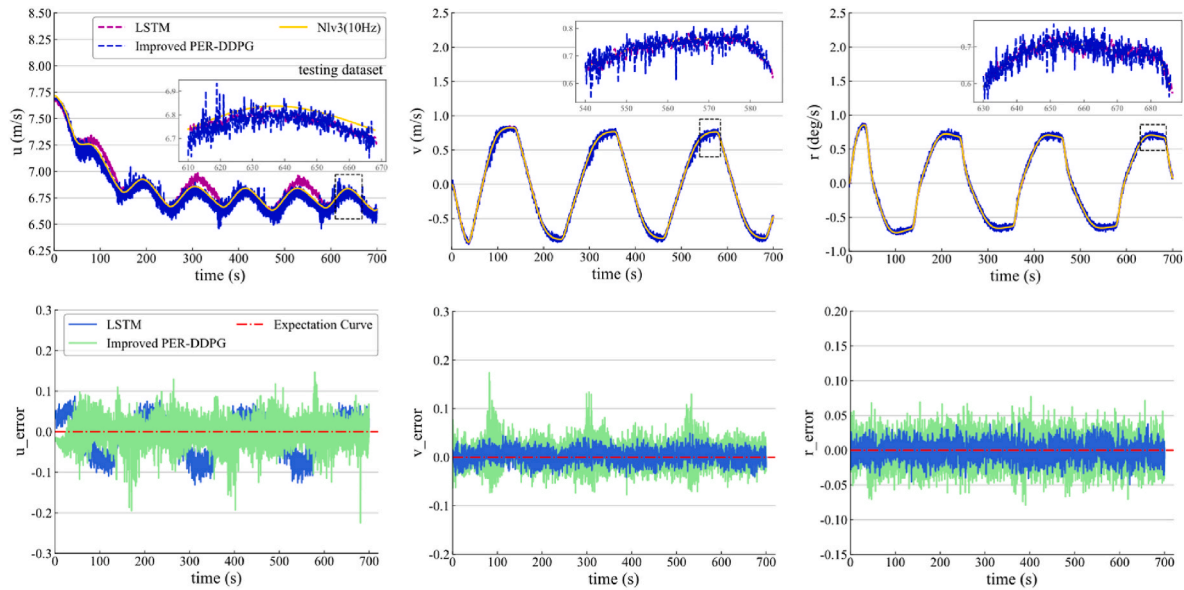 LSTM
Nlv3(10Hz)
Improved PER-DDPG
testing dataset
8.50
8.25
8.00
7.75
7.50
7.25
7.00
6.75
6.50
6.25
u (m/s)
6.9
6.8
6.7
610 620 630 640 650 660 668
0 100 200 300 400 500 600 700
time (s)
2.5
2.0
1.5
1.0
0.5
0.0
-0.5
v (m/s)
0.8
0.7
0.6
540 550 560 570 580
0 100 200 300 400 500 600 700
time (s)
2.5
2.0
1.5
1.0
0.5
0.0
-0.5
-1.0
r (deg/s)
0.7
0.6
630 640 650 660 670 680
0 100 200 300 400 500 600 700
time (s)
LSTM
Expectation Curve
Improved PER-DDPG
0.3
0.2
0.1
0.0
-0.1
-0.2
-0.3
u_error
0 100 200 300 400 500 600 700
time (s)
0.3
0.2
0.1
0.0
-0.1
-0.2
v_error
0 100 200 300 400 500 600 700
time (s)
0.20
0.15
0.10
0.05
0.00
-0.05
-0.10
-0.15
r_error
0 100 200 300 400 500 600 700
time (s)